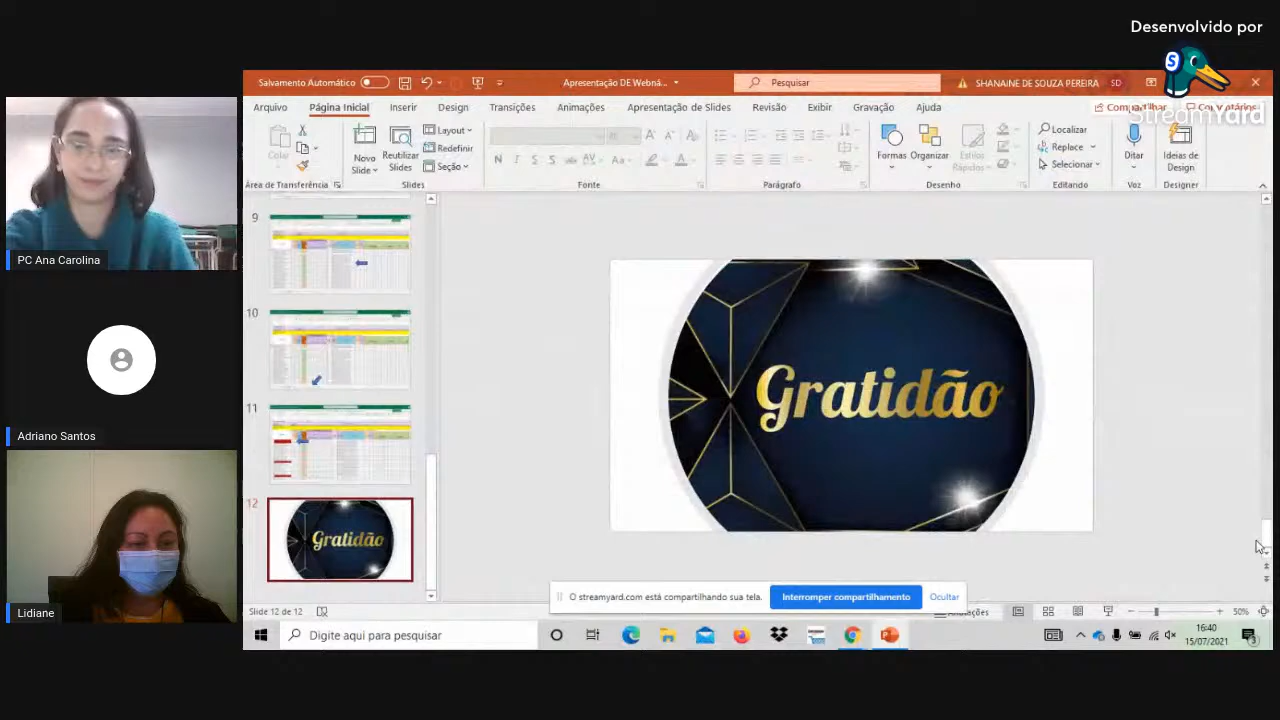 Desenvolvido por
StreamYard
Salvamento Automático
Apresentação DE Webná...
Pesquisar
SHANAINE DE SOUZA PEREIRA
SD
Arquivo
Página Inicial
Inserir
Design
Transições
Animações
Apresentação de Slides
Revisão
Exibir
Gravação
Ajuda
Compartilhar
Colar
Novo
Slide
Reutilizar
Slides
Layout
Redefinir
Seção
Formas
Organizar
Estilos
Rápidos
Localizar
Replace
Selecionar
Ditar
Ideias de
Design
Área de Transferência
Slides
Fonte
Parágrafo
Desenho
Editando
Voz
Designer
PC Ana Carolina
Adriano Santos
Lidiane
9
10
11
12
Gratidão
Gratidão
O streamyard.com está compartilhando sua tela.
Interromper compartilhamento
Ocultar
Slide 12 de 12
50%
Digite aqui para pesquisar
16:40
15/07/2021